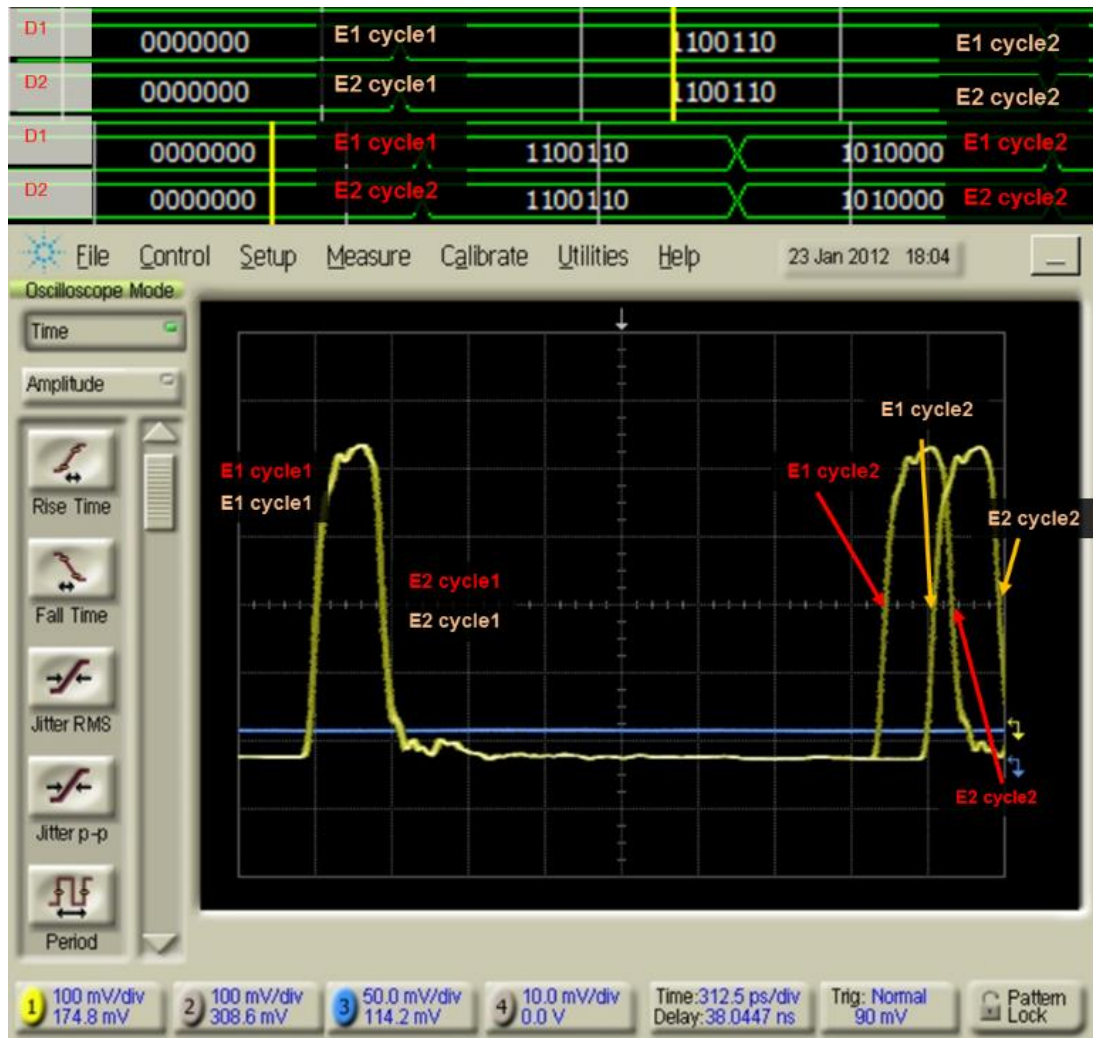 D1 0000000 E1 cycle1 1100110 E1 cycle2
D2 0000000 E2 cycle1 1100110 E2 cycle2
D1 0000000 E1 cycle1 1100110 1010000 E1 cycle2
D2 0000000 E2 cycle2 1100110 1010000 E2 cycle2
File Control Setup Measure Calibrate Utilities Help 23 Jan 2012 18:04
Oscilloscope Mode
Time
Amplitude
Rise Time
Fall Time
Jitter RMS
Jitter p-p
Period
E1 cycle2
E1 cycle1
E1 cycle2
E1 cycle1
E2 cycle2
E2 cycle1
E2 cycle1
E2 cycle2
1 100 mV/div
174.8 mV
2 100 mV/div
308.6 mV
3 50.0 mV/div
114.2 mV
4 10.0 mV/div
0.0 V
Time:312.5 ps/div
Delay:38.0447 ns
Trig: Normal
90 mV
Pattern
Lock